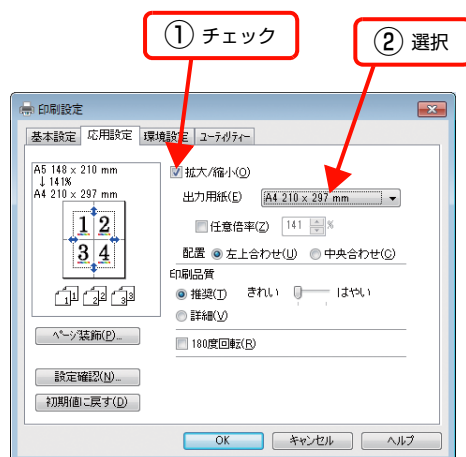 ① チェック
② 選択
印刷設定
基本設定 応用設定 環境設定 ユーティリティー
A5 148 x 210 mm
↓ 141%
A4 210 x 297 mm
1 2
3 4
1 1 2 2 3 3
ページ装飾(P)...
設定確認(N)...
初期値に戻す(D)
拡大/縮小(O)
出力用紙(E) A4 210 x 297 mm
任意倍率(Z) 141 %
配置 左上合わせ(U) 中央合わせ(C)
印刷品質
推奨(T) きれい はやい
詳細(V)
180度回転(R)
OK キャンセル ヘルプ